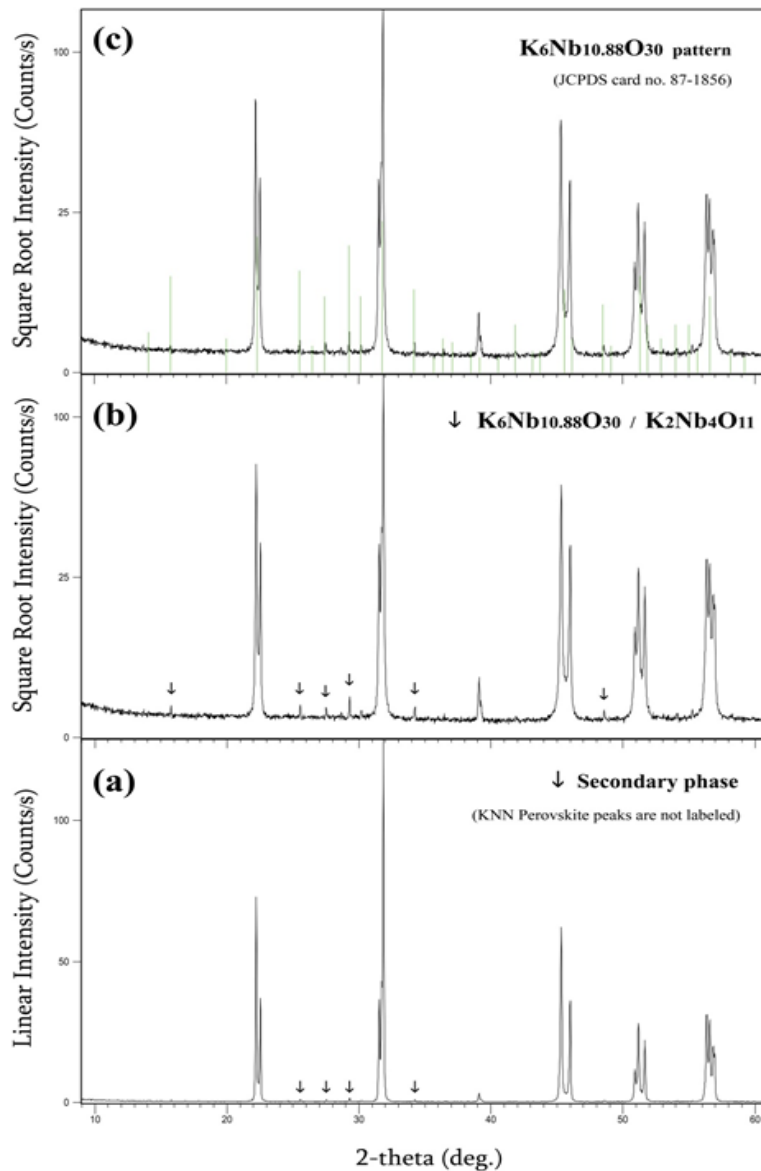 (c)
K6Nb10.88O30 pattern
(JCPDS card no. 87-1856)
Square Root Intensity (Counts/s)
100
25
0
(b)
↓ K6Nb10.88O30 / K2Nb4O11
Square Root Intensity (Counts/s)
100
25
0
(a)
↓ Secondary phase
(KNN Perovskite peaks are not labeled)
Linear Intensity (Counts/s)
100
50
0
10 20 30 40 50 60
2-theta (deg.)